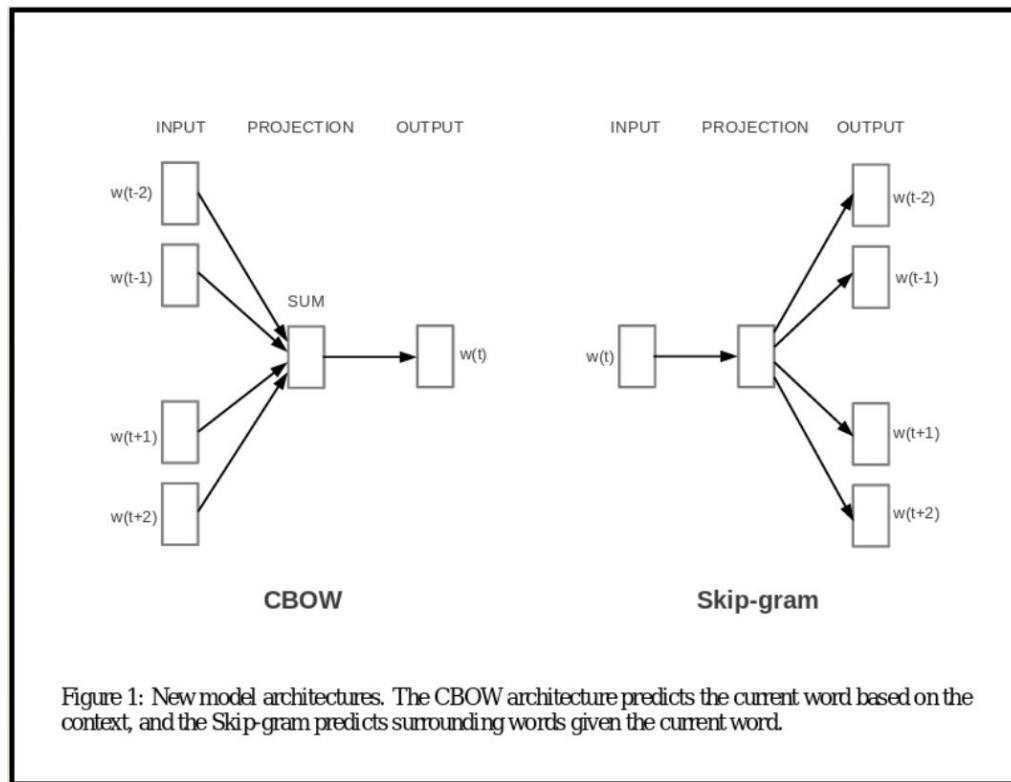 INPUT PROJECTION OUTPUT
w(t-2)
w(t-1)
SUM
w(t)
w(t+1)
w(t+2)
CBOW
INPUT PROJECTION OUTPUT
w(t-2)
w(t-1)
w(t)
w(t+1)
w(t+2)
Skip-gram
Figure 1: New model architectures. The CBOW architecture predicts the current word based on the
context, and the Skip-gram predicts surrounding words given the current word.